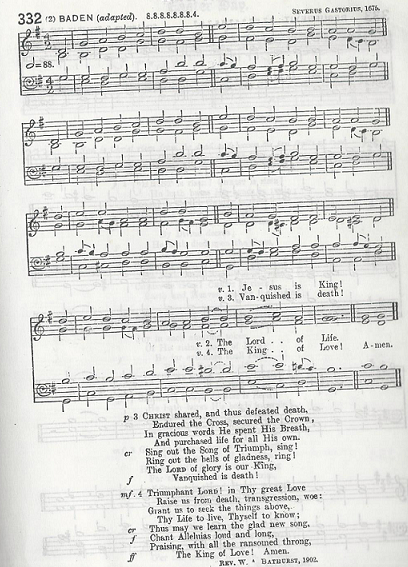 332 (2) BADEN (adapted). 8.8.8.8.8.8.8.4. SEVERUS GASTORIUS, 1675.
= 88.
v. 1. Je - sus is King!
v. 3. Van-quished is death!
v. 2. The Lord . . of Life.
v. 4. The King . . of Love! A-men.
p 3 CHRIST shared, and thus defeated death,
Endured the Cross, secured the Crown,
In gracious words He spent His Breath,
And purchased life for all His own.
cr Sing out the Song of Triumph, sing!
Ring out the bells of gladness, ring!
The LORD of glory is our King,
f Vanquished is death!
mf. 4 Triumphant LORD! in Thy great Love
Raise us from death, transgression, woe:
Grant us to seek the things above,
Thy Life to live, Thyself to know;
cr Thus may we learn the glad new song,
f Chant Alleluias loud and long,
Praising, with all the ransomed throng,
ff The King of Love! Amen.
REV. W. A BATHURST, 1902.